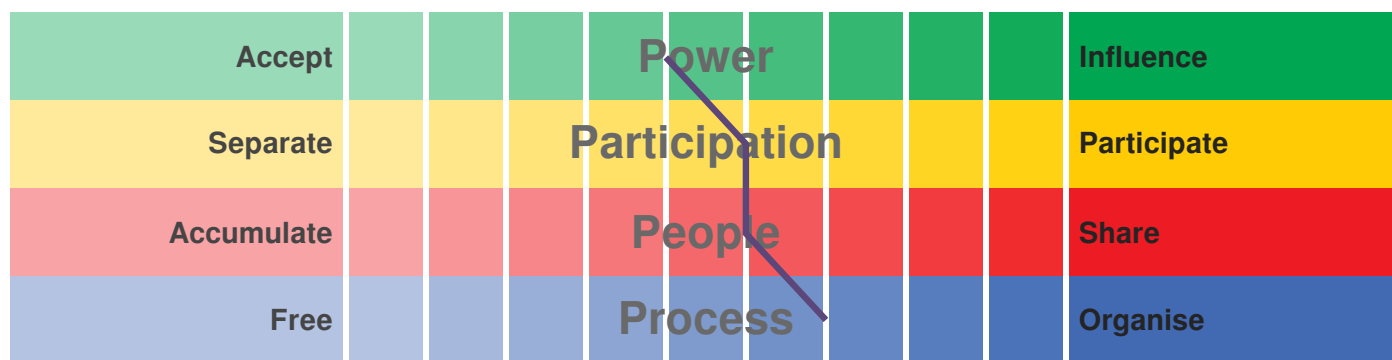 Accept Power Influence
Separate Participation Participate
Accumulate People Share
Free Process Organise